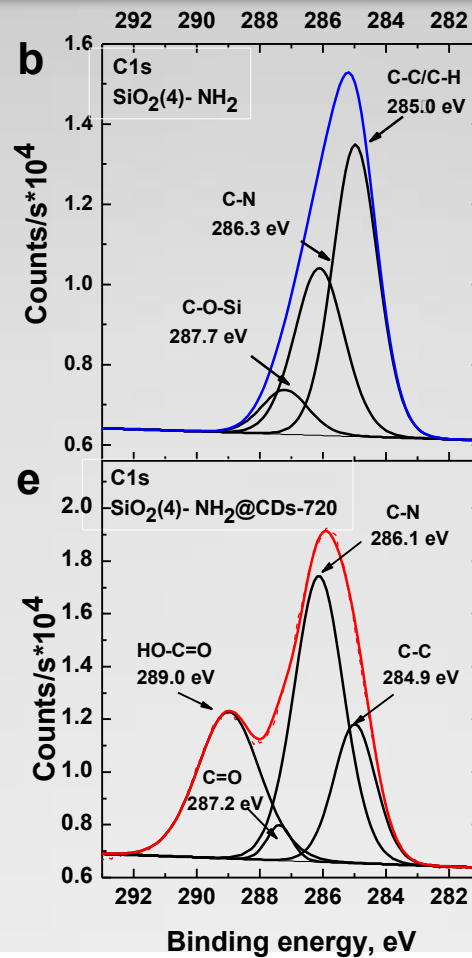 292 290 288 286 284 282
b
C1s
SiO₂(4)- NH₂
C-C/C-H
285.0 eV
C-N
286.3 eV
C-O-Si
287.7 eV
1.6
1.4
1.2
1.0
0.8
0.6
Counts/s*10⁴
e
C1s
SiO₂(4)- NH₂@CDs-720
C-N
286.1 eV
HO-C=O
289.0 eV
C-C
284.9 eV
C=O
287.2 eV
2.0
1.8
1.6
1.4
1.2
1.0
0.8
0.6
Counts/s*10⁴
292 290 288 286 284 282
Binding energy, eV